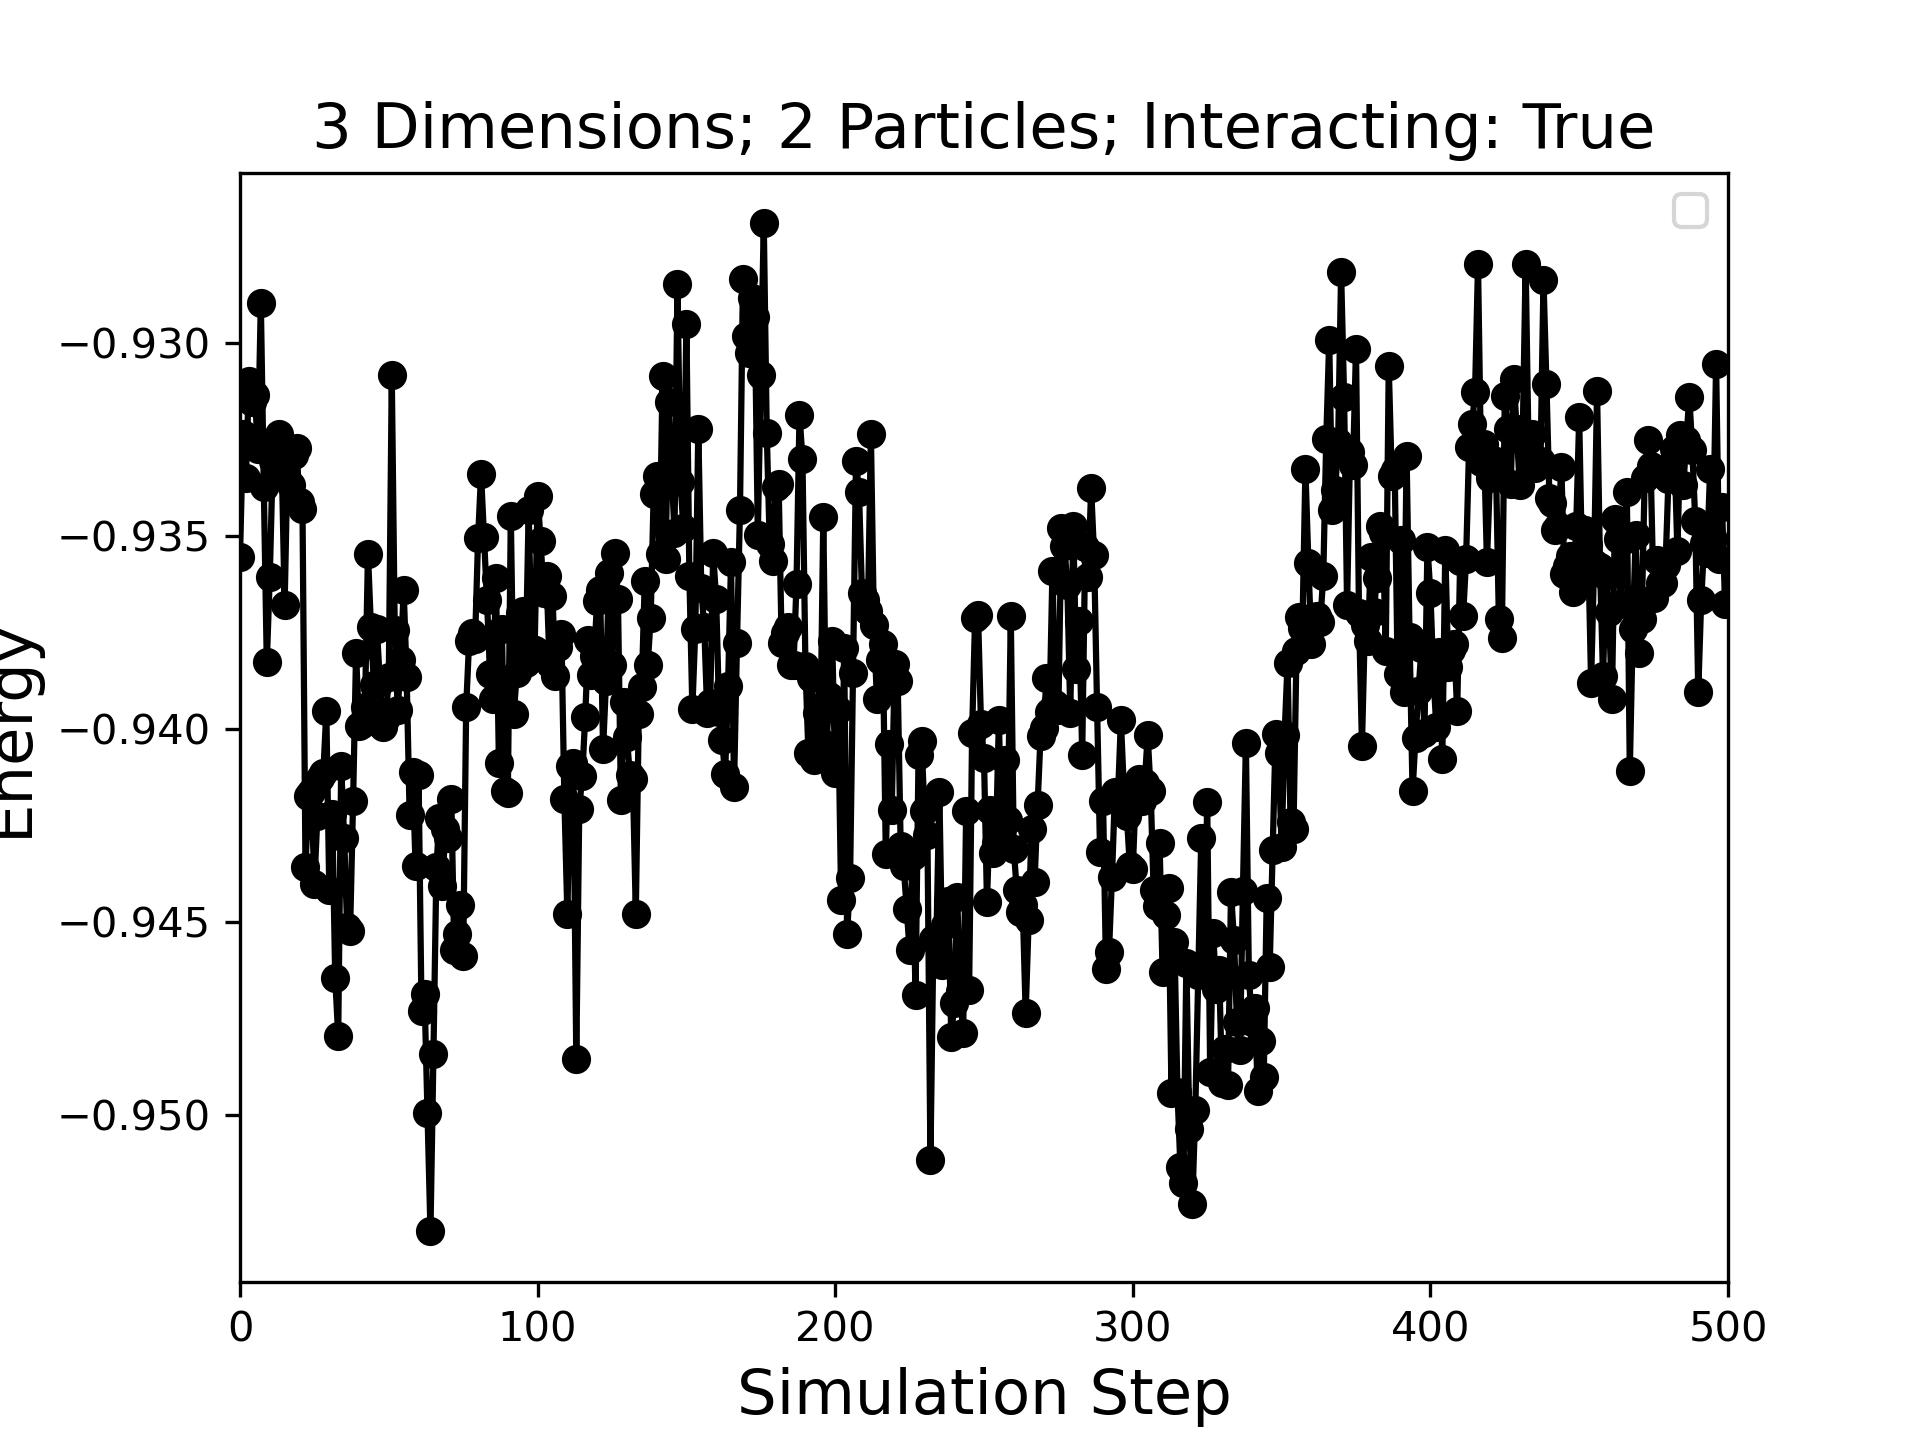 3 Dimensions; 2 Particles; Interacting: True
Energy
−0.930
−0.935
−0.940
−0.945
−0.950
0 100 200 300 400 500
Simulation Step